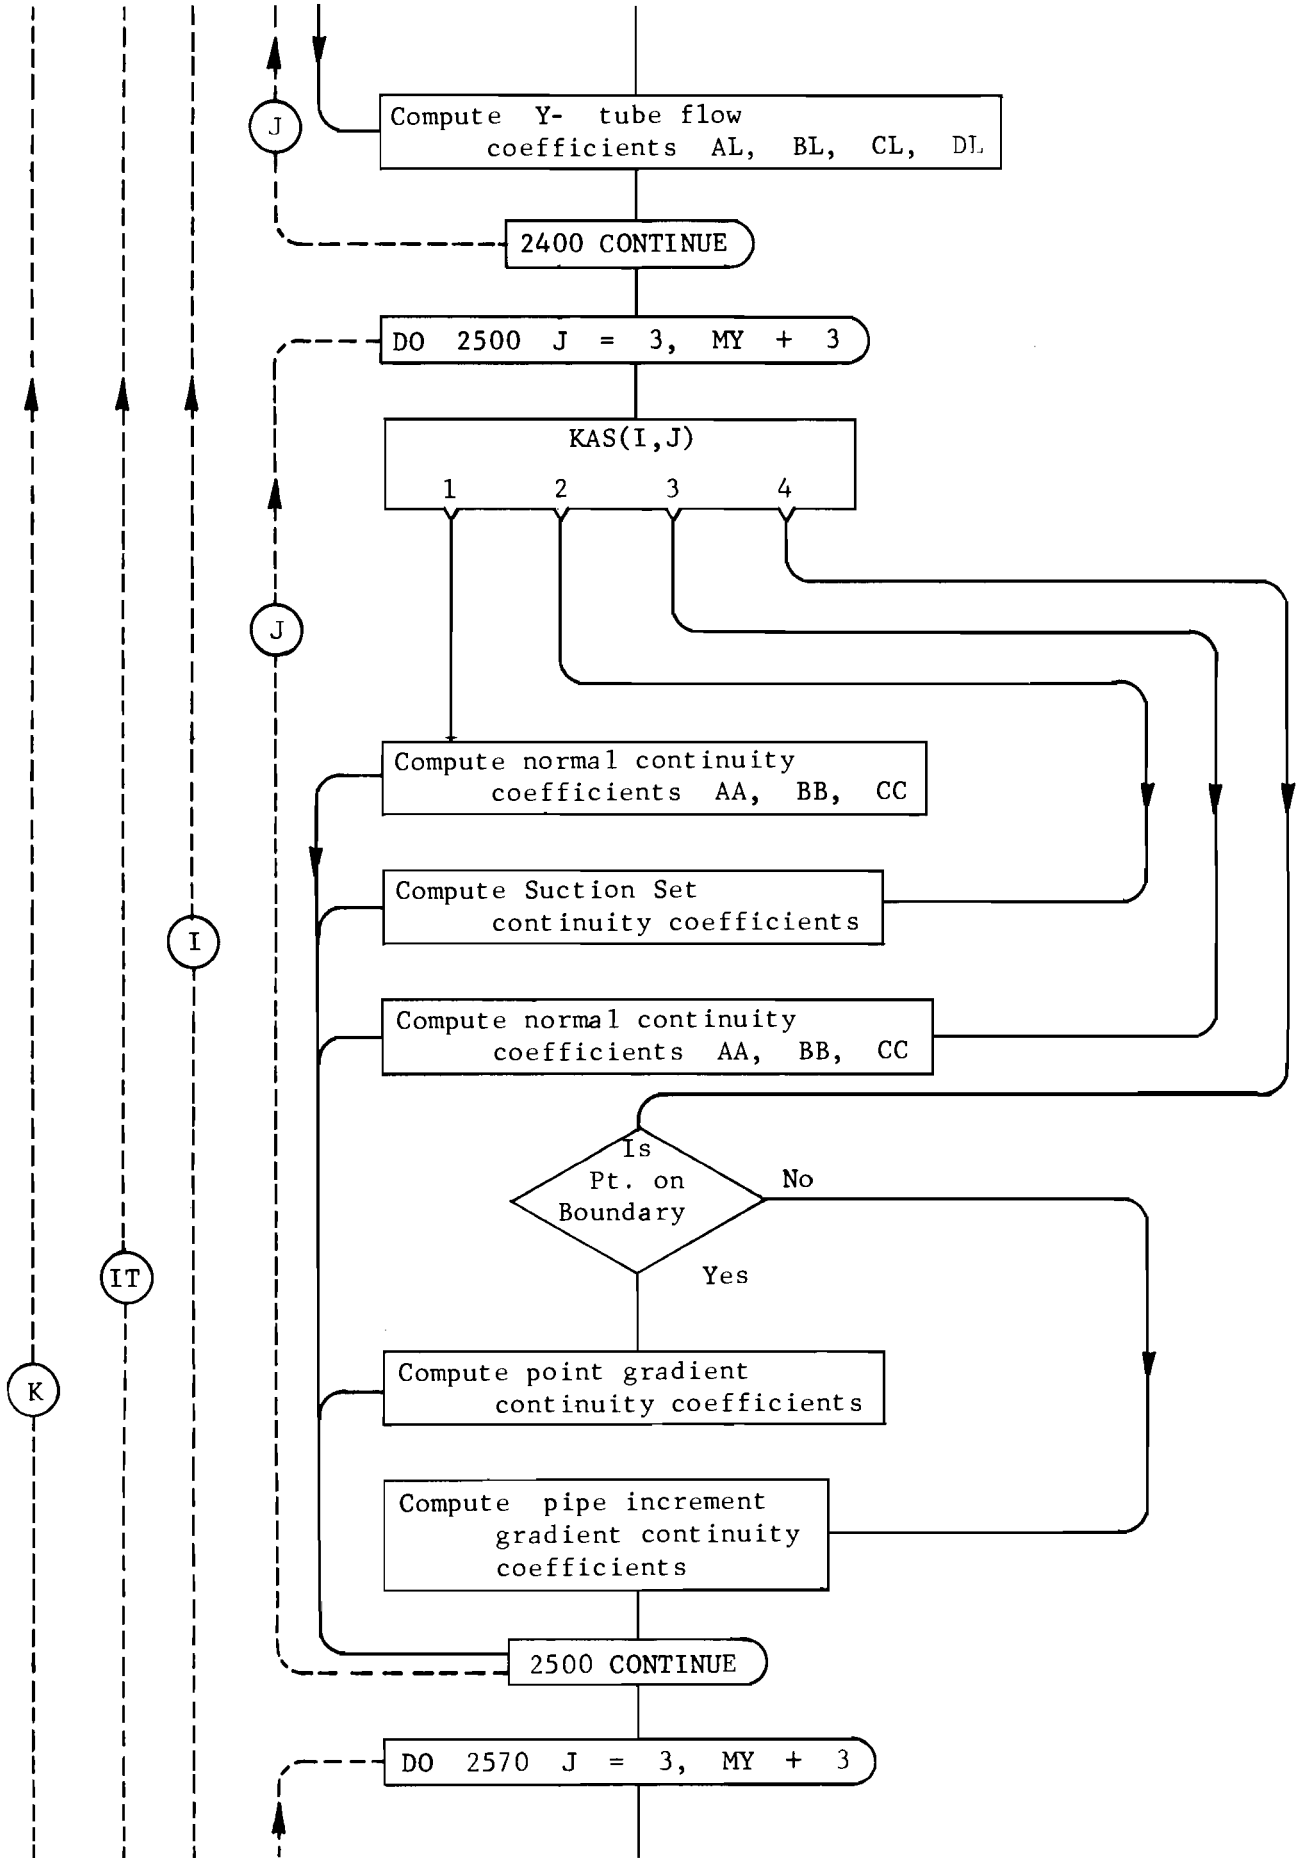 J
Compute Y- tube flow
coefficients AL, BL, CL, DL
2400 CONTINUE
DO 2500 J = 3, MY + 3
KAS(I,J)
1 2 3 4
J
Compute normal continuity
coefficients AA, BB, CC
Compute Suction Set
continuity coefficients
I
Compute normal continuity
coefficients AA, BB, CC
Is
Pt. on
Boundary
No
Yes
IT
K
Compute point gradient
continuity coefficients
Compute pipe increment
gradient continuity
coefficients
2500 CONTINUE
DO 2570 J = 3, MY + 3